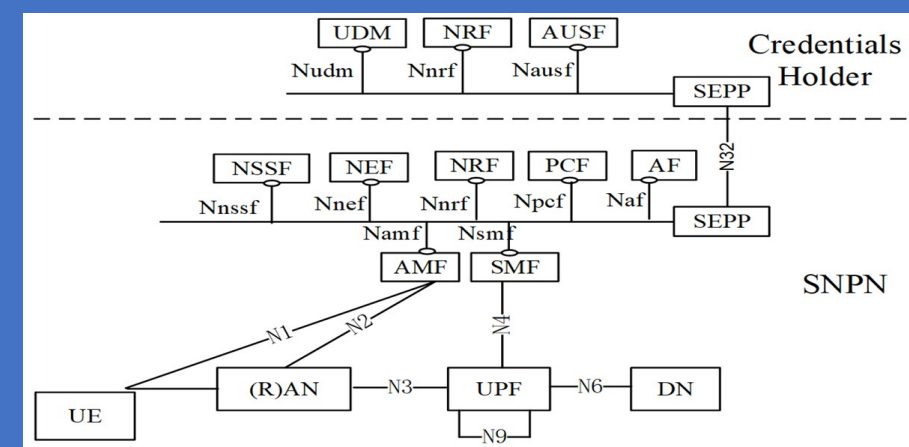 UDM NRF AUSF
Credentials
Holder
Nudm Nnrf Nausf
SEPP
N32
NSSF NEF NRF PCF AF
Nnssf Nnef Nnrf Npcf Naf
SEPP
Namf Nsmf
AMF SMF
SNPN
N1 N2 N4
(R)AN N3 UPF N6 DN
UE
N9